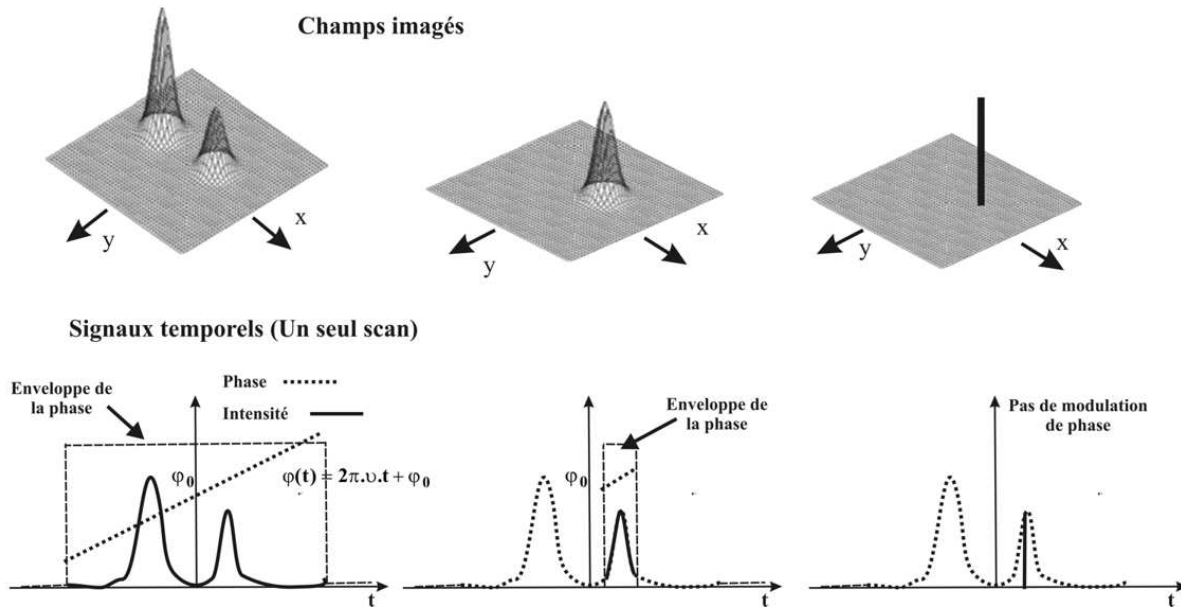 Champs imagés
y
x
y
x
y
x
Signaux temporels (Un seul scan)
Enveloppe de
la phase
Phase
Intensité
φ₀
φ(t) = 2π.υ.t + φ₀
t
Enveloppe de
la phase
φ₀
t
Pas de modulation
de phase
t